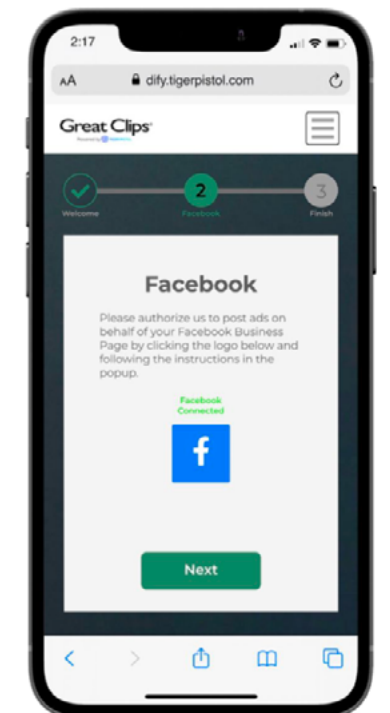 2:17
AA dify.tigerpistol.com
Great Clips
2
3
Welcome
Facebook
Finish
Facebook
Please authorize us to post ads on
behalf of your Facebook Business
Page by clicking the logo below and
following the instructions in the
popup.
Facebook
Connected
f
Next